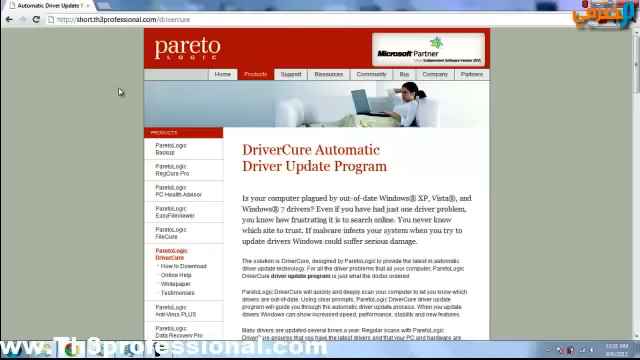 Automatic Driver Update P
http://short.th3professional.com/drivercure
pareto
LOGIC
Microsoft Partner
Home Products Support Resources Community Buy Company Partners
PRODUCTS
ParetoLogic
Backup
ParetoLogic
RegCure Pro
ParetoLogic
PC Health Advisor
ParetoLogic
EasyFileViewer
ParetoLogic
FileCure
ParetoLogic
DriverCure
How to Download
Online Help
Whitepaper
Testimonials
ParetoLogic
Anti-Virus PLUS
ParetoLogic
Data Recovery Pro
DriverCure Automatic
Driver Update Program
Is your computer plagued by out-of-date Windows® XP, Vista®, and
Windows® 7 drivers? Even if you have had just one driver problem,
you know how frustrating it is to search online. You never know
which site to trust. If malware infects your system when you try to
update drivers Windows could suffer serious damage.
The solution is DriverCure, designed by ParetoLogic to provide the latest in automatic
driver update technology. For all the driver problems that ail your computer, ParetoLogic
DriverCure driver update program is just what the doctor ordered.
ParetoLogic DriverCure will quickly and deeply scan your computer to let you know which
drivers are out-of-date. Using clear prompts, ParetoLogic DriverCure driver update
program will guide you through the automatic driver update process. When you update
drivers Windows can show increased speed, performance, stability and new features.
Many drivers are updated several times a year. Regular scans with ParetoLogic
www.Th3professional.com